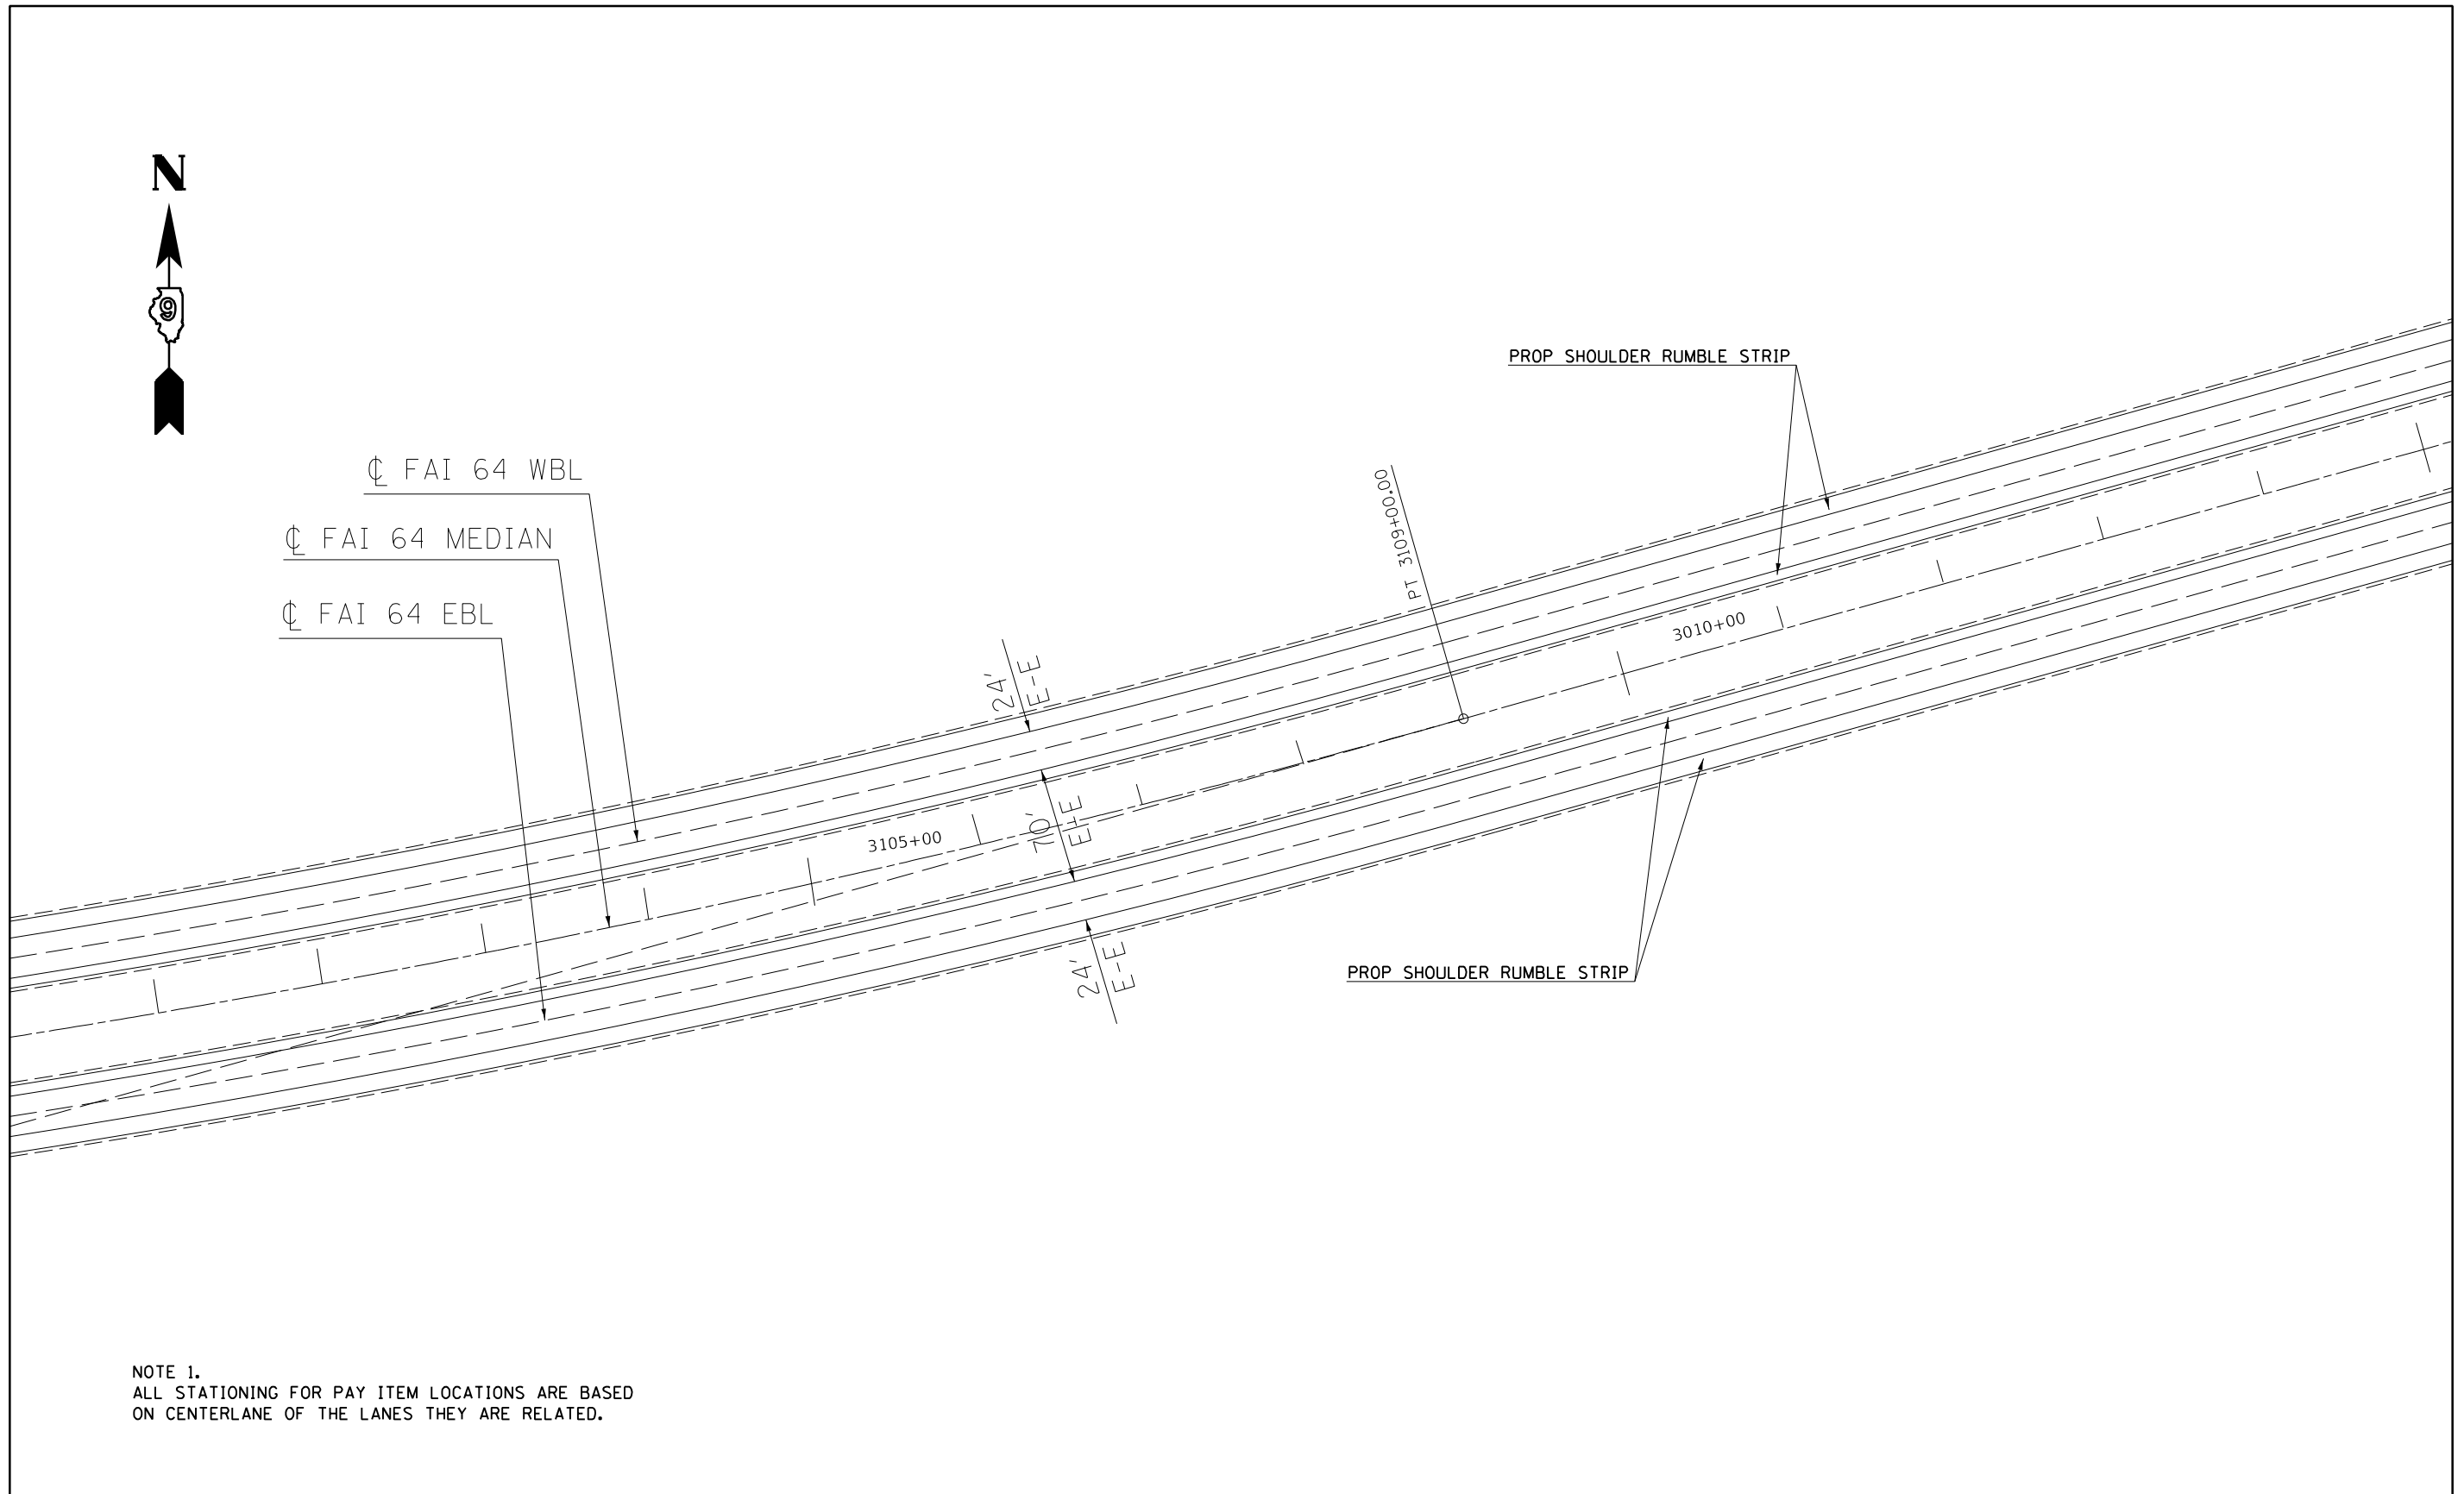 N
9
PROP SHOULDER RUMBLE STRIP
℄ FAI 64 WBL
℄ FAI 64 MEDIAN
℄ FAI 64 EBL
PT 3109+00.00
24'
E-E
3010+00
70'
E-E
3105+00
24'
E-E
PROP SHOULDER RUMBLE STRIP
NOTE 1.
ALL STATIONING FOR PAY ITEM LOCATIONS ARE BASED
ON CENTERLANE OF THE LANES THEY ARE RELATED.